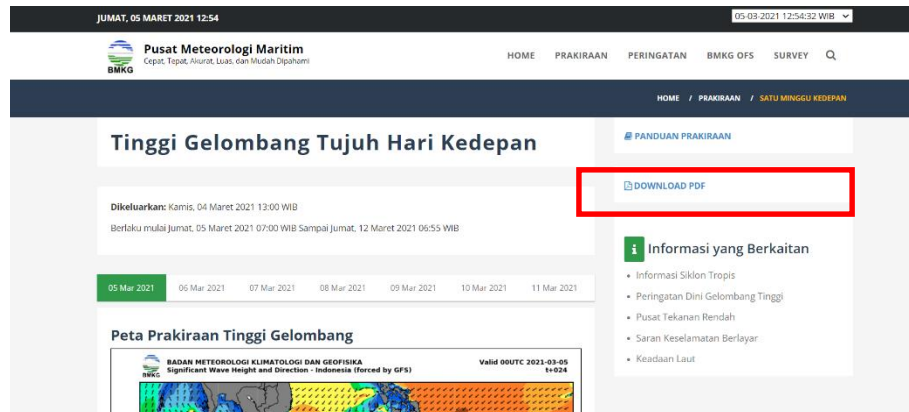 JUMAT, 05 MARET 2021 12:54
05-03-2021 12:54:32 WIB
BMKG
Pusat Meteorologi Maritim
Cepat, Tepat, Akurat, Luas, dan Mudah Dipahami
HOME PRAKIRAAN PERINGATAN BMKG OFS SURVEY
HOME / PRAKIRAAN / SATU MINGGU KEDEPAN
Tinggi Gelombang Tujuh Hari Kedepan
Dikeluarkan: Kamis, 04 Maret 2021 13:00 WIB
Berlaku mulai Jumat, 05 Maret 2021 07:00 WIB Sampai Jumat, 12 Maret 2021 06:55 WIB
05 Mar 2021 06 Mar 2021 07 Mar 2021 08 Mar 2021 09 Mar 2021 10 Mar 2021 11 Mar 2021
Peta Prakiraan Tinggi Gelombang
BMKG
BADAN METEOROLOGI KLIMATOLOGI DAN GEOFISIKA
Significant Wave Height and Direction - Indonesia (forced by GFS)
Valid 00UTC 2021-03-05
t+024
PANDUAN PRAKIRAAN
DOWNLOAD PDF
i Informasi yang Berkaitan
Informasi Siklon Tropis
Peringatan Dini Gelombang Tinggi
Pusat Tekanan Rendah
Saran Keselamatan Berlayar
Keadaan Laut